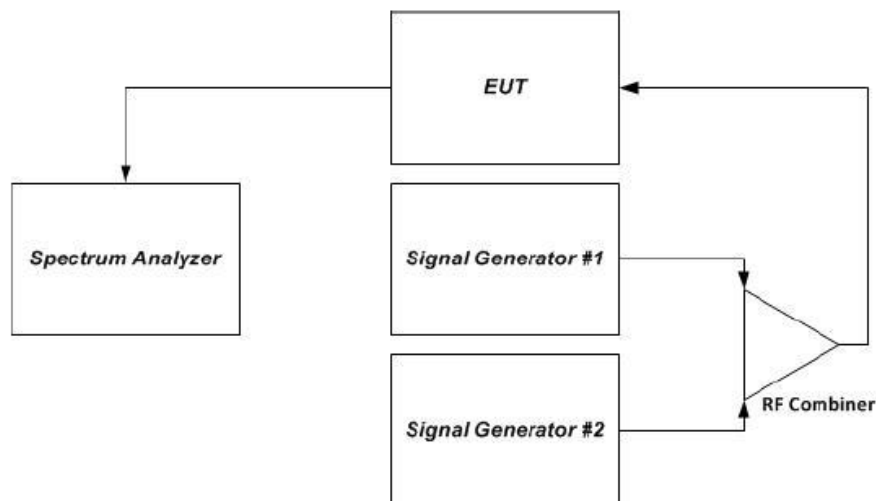 EUT
Spectrum Analyzer
Signal Generator #1
Signal Generator #2
RF Combiner